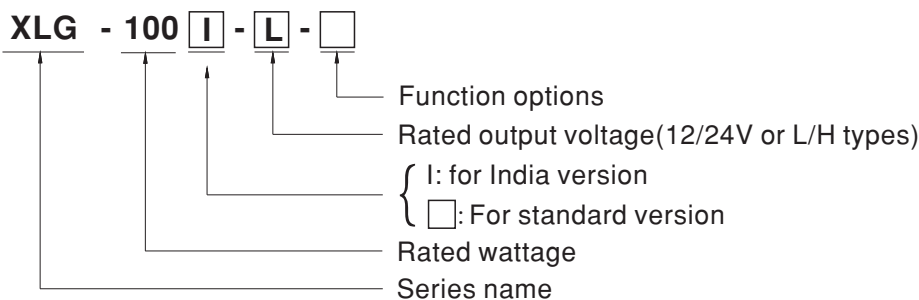 XLG - 100 I - L - □
Function options
Rated output voltage(12/24V or L/H types)
I: for India version
□: For standard version
Rated wattage
Series name